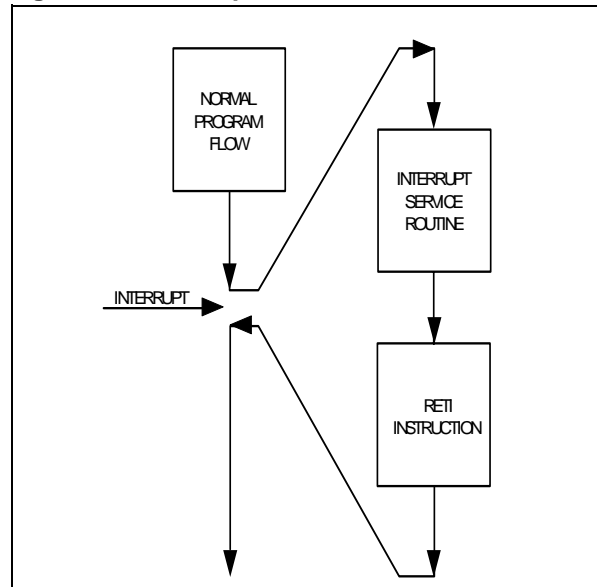 NORMAL
PROGRAM
FLOW
INTERRUPT
SERVICE
ROUTINE
INTERRUPT
RETI
INSTRUCTION